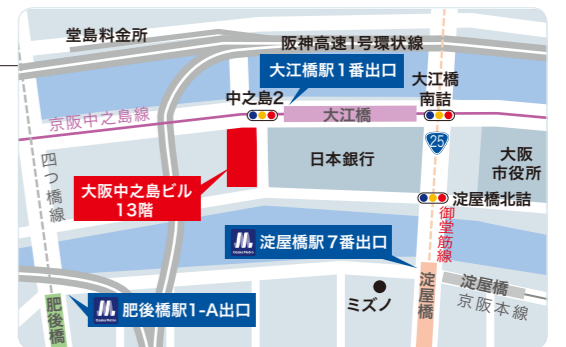 堂島料金所
阪神高速1号環状線
大江橋駅1番出口
大江橋
南詰
中之島2
京阪中之島線
大江橋
25
四つ橋線
日本銀行
大阪
市役所
大阪中之島ビル
13階
淀屋橋北詰
御堂筋線
淀屋橋駅7番出口
淀屋橋
淀屋橋
京阪本線
ミズノ
肥後橋駅1-A出口
肥後橋